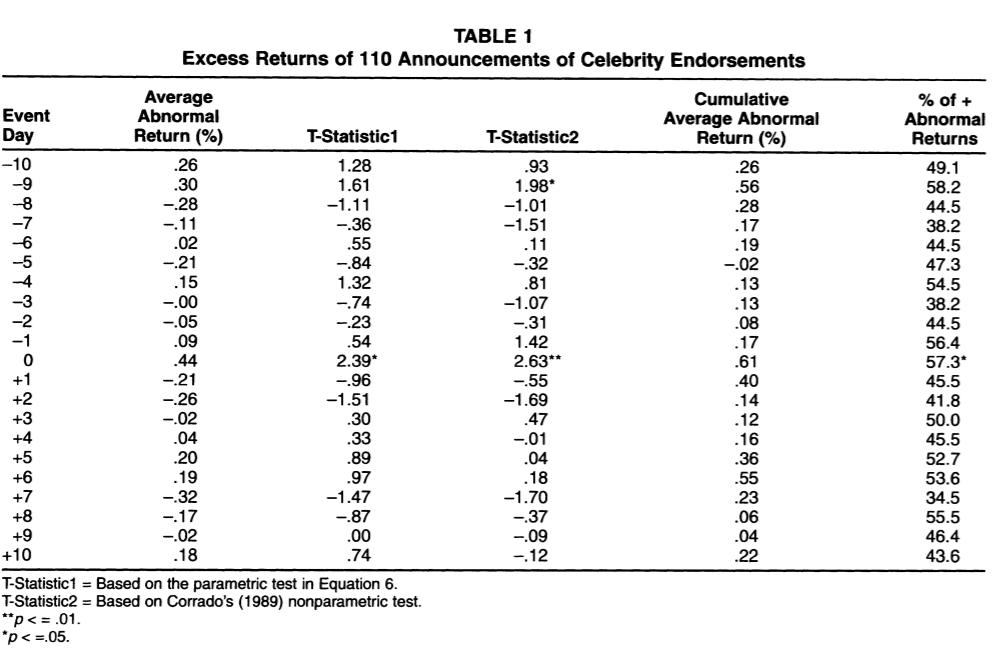 TABLE 1
Excess Returns of 110 Announcements of Celebrity Endorsements
Event Day Average Abnormal Return (%) T-Statistic1 T-Statistic2 Cumulative Average Abnormal Return (%) % of + Abnormal Returns
–10 .26 1.28 .93 .26 49.1
–9 .30 1.61 1.98* .56 58.2
–8 –.28 –1.11 –1.01 .28 44.5
–7 –.11 –.36 –1.51 .17 38.2
–6 .02 .55 .11 .19 44.5
–5 –.21 –.84 –.32 –.02 47.3
–4 .15 1.32 .81 .13 54.5
–3 –.00 –.74 –1.07 .13 38.2
–2 –.05 –.23 –.31 .08 44.5
–1 .09 .54 1.42 .17 56.4
0 .44 2.39* 2.63** .61 57.3*
+1 –.21 –.96 –.55 .40 45.5
+2 –.26 –1.51 –1.69 .14 41.8
+3 –.02 .30 .47 .12 50.0
+4 .04 .33 –.01 .16 45.5
+5 .20 .89 .04 .36 52.7
+6 .19 .97 .18 .55 53.6
+7 –.32 –1.47 –1.70 .23 34.5
+8 –.17 –.87 –.37 .06 55.5
+9 –.02 .00 –.09 .04 46.4
+10 .18 .74 –.12 .22 43.6
T-Statistic1 = Based on the parametric test in Equation 6.
T-Statistic2 = Based on Corrado's (1989) nonparametric test.
**p < = .01.
*p < =.05.